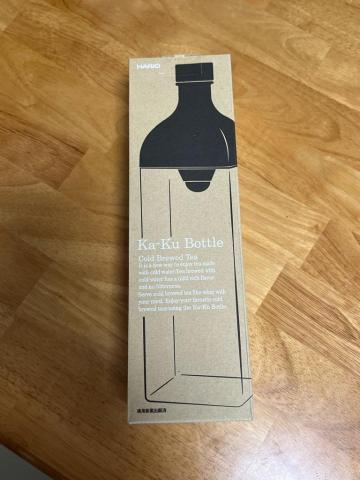 HARIO
Ka-Ku Bottle
Cold Brewed Tea
It is a new way to enjoy tea made
with cold water. Tea brewed with
cold water has a mild rich flavor
and no bitterness.
Serve cold brewed tea like wine with
your meal. Enjoy your favorite cold
brewed teas using the Ka-Ku Bottle.